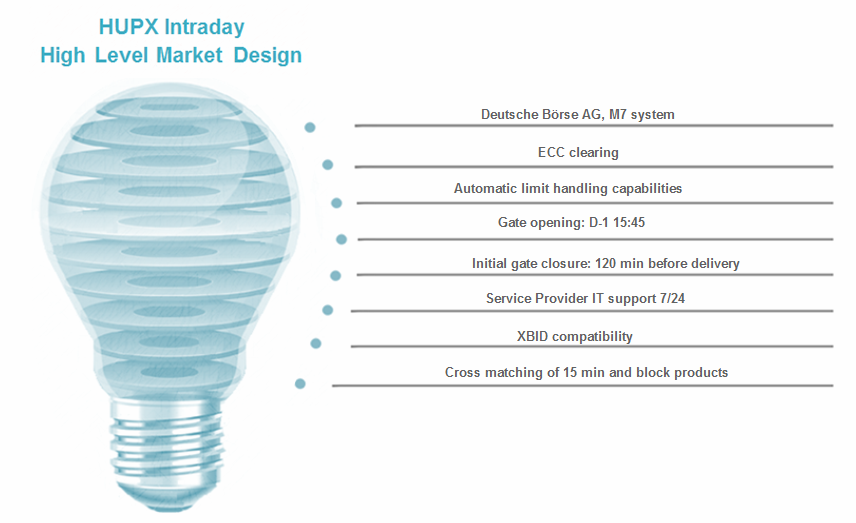 HUPX Intraday
High Level Market Design
Deutsche Börse AG, M7 system
ECC clearing
Automatic limit handling capabilities
Gate opening: D-1 15:45
Initial gate closure: 120 min before delivery
Service Provider IT support 7/24
XBID compatibility
Cross matching of 15 min and block products